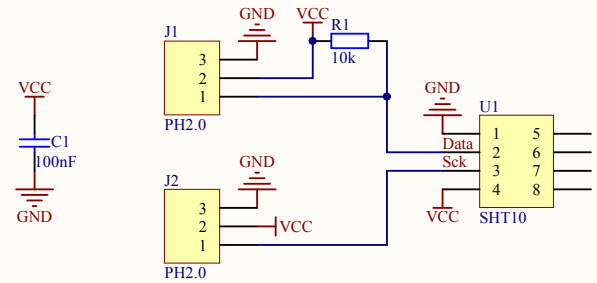 VCC
C1
100nF
GND
J1
3
2
1
PH2.0
GND
VCC
R1
10k
J2
3
2
1
PH2.0
GND
VCC
GND
U1
Data
Sck
1 5
2 6
3 7
4 8
VCC
SHT10